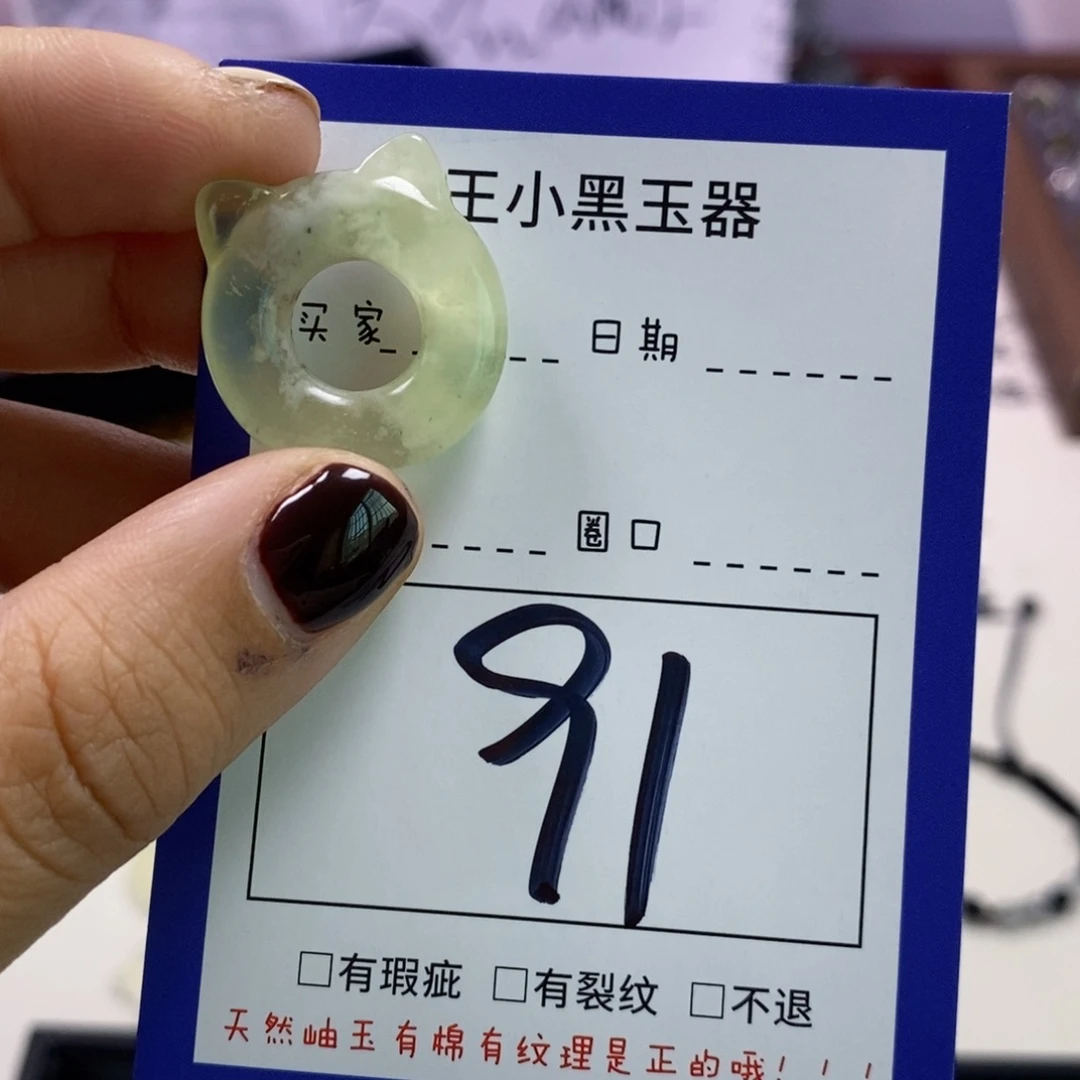 王小黑玉器
买家 日期
圈口
91
□有瑕疵 □有裂纹 □不退
天然岫玉有棉有纹理是正的哦！！！